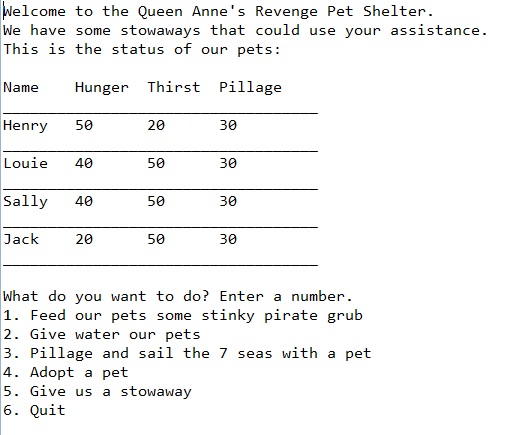 Welcome to the Queen Anne's Revenge Pet Shelter.
We have some stowaways that could use your assistance.
This is the status of our pets:
Name Hunger Thirst Pillage
Henry 50 20 30
Louie 40 50 30
Sally 40 50 30
Jack 20 50 30
What do you want to do? Enter a number.
1. Feed our pets some stinky pirate grub
2. Give water our pets
3. Pillage and sail the 7 seas with a pet
4. Adopt a pet
5. Give us a stowaway
6. Quit